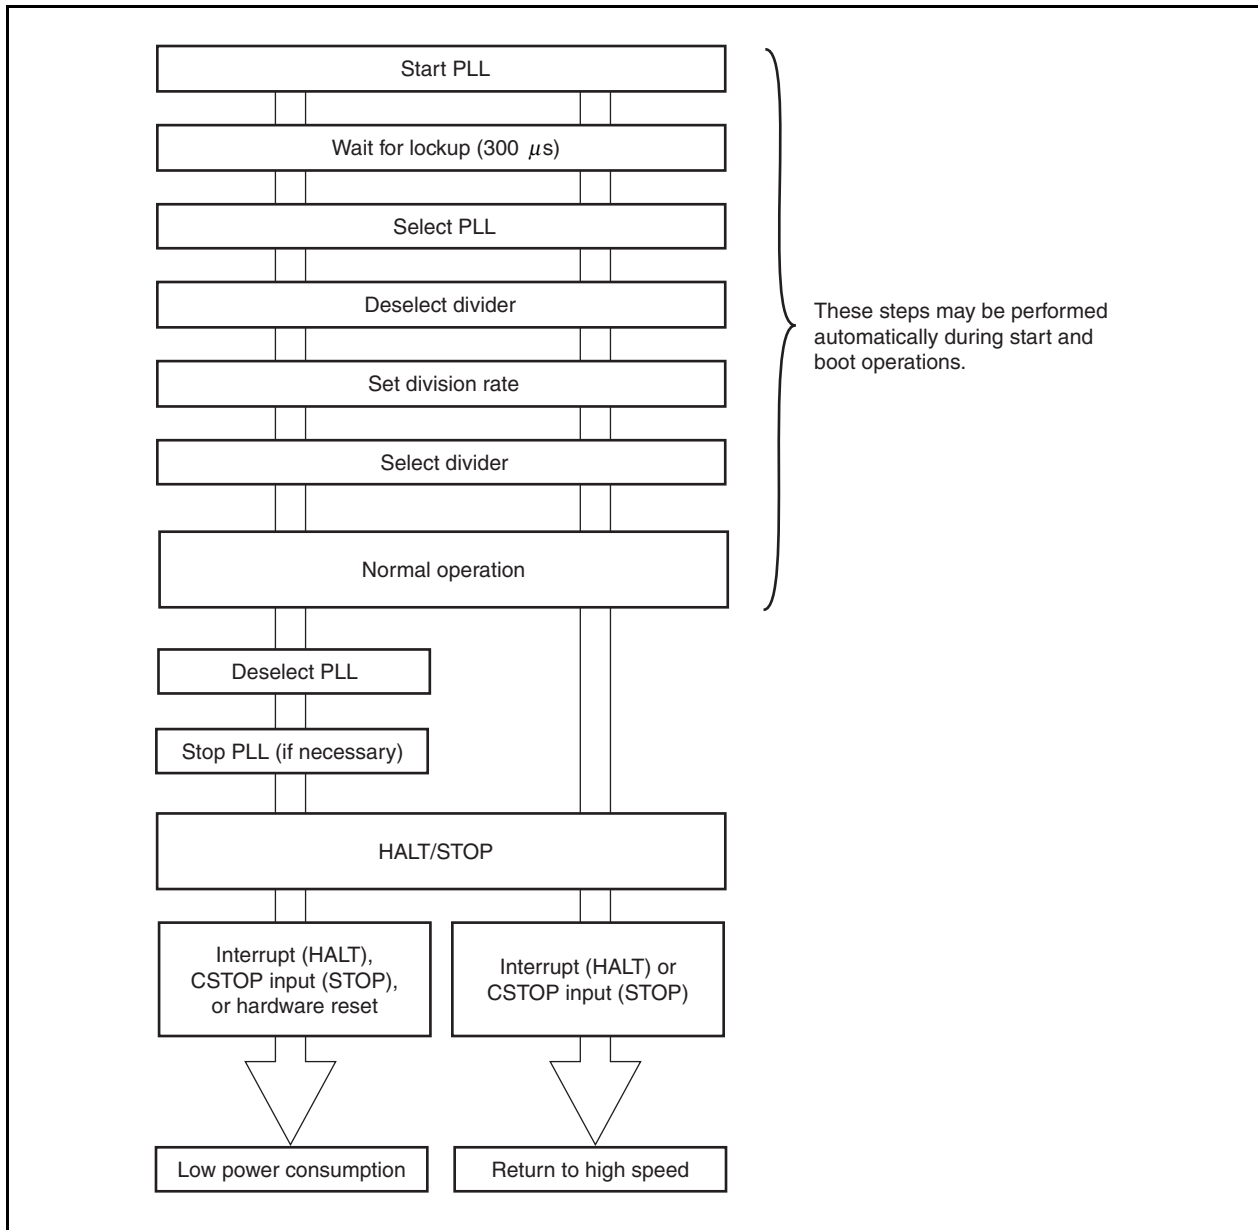 Start PLL
Wait for lockup (300 μs)
Select PLL
Deselect divider
Set division rate
Select divider
Normal operation
These steps may be performed
automatically during start and
boot operations.
Deselect PLL
Stop PLL (if necessary)
HALT/STOP
Interrupt (HALT),
CSTOP input (STOP),
or hardware reset
Interrupt (HALT) or
CSTOP input (STOP)
Low power consumption
Return to high speed